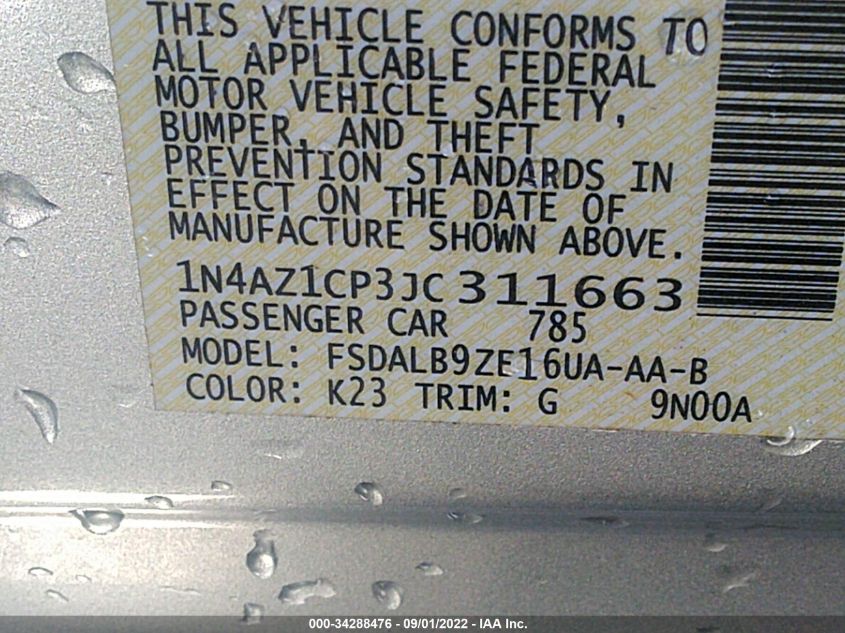 THIS VEHICLE CONFORMS TO
ALL APPLICABLE FEDERAL
MOTOR VEHICLE SAFETY,
BUMPER, AND THEFT
PREVENTION STANDARDS IN
EFFECT ON THE DATE OF
MANUFACTURE SHOWN ABOVE.
1N4AZ1CP3JC311663
PASSENGER CAR 785
MODEL: FSDALB9ZE16UA-AA-B
COLOR: K23 TRIM: G 9N00A
000-34288476 - 09/01/2022 - IAA Inc.